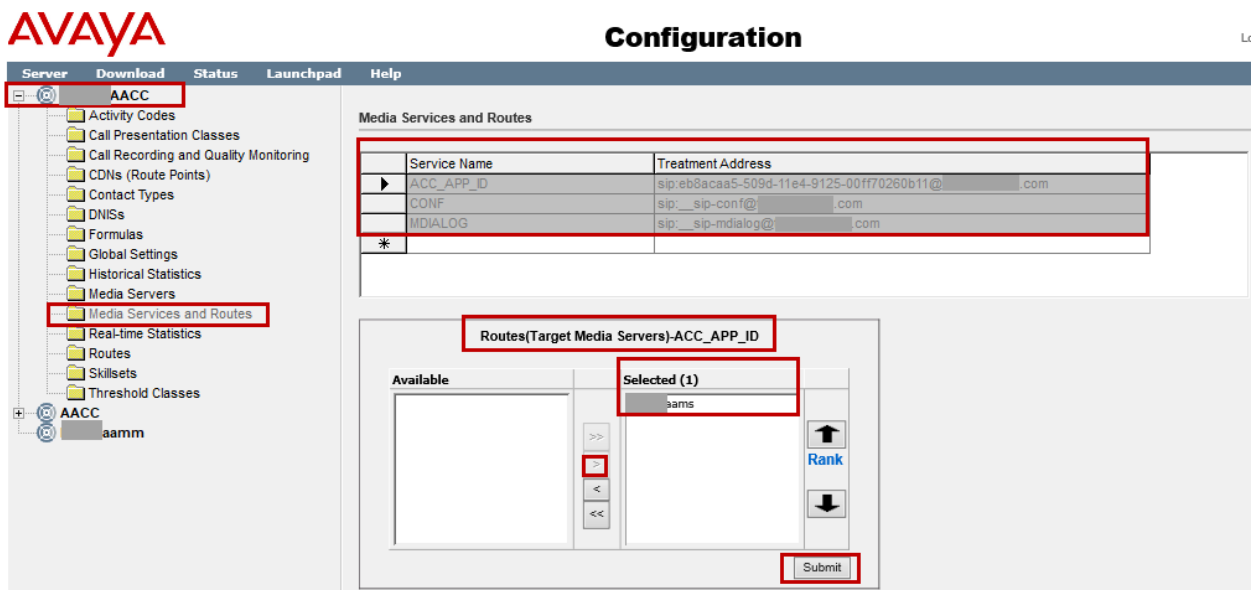 AVAYA
Configuration
Server Download Status Launchpad Help
AACC
Activity Codes
Call Presentation Classes
Call Recording and Quality Monitoring
CDNs (Route Points)
Contact Types
DNISs
Formulas
Global Settings
Historical Statistics
Media Servers
Media Services and Routes
Real-time Statistics
Routes
Skillsets
Threshold Classes
AACC
aamm
Media Services and Routes
Service Name Treatment Address
ACC_APP_ID sip:eb8acaa5-509d-11e4-9125-00ff70260b11@ .com
CONF sip:__sip-conf@ .com
MDIALOG sip:__sip-mdialog@ .com
Routes(Target Media Servers)-ACC_APP_ID
Available Selected (1)
aams
>>
>
<
<<
Rank
Submit